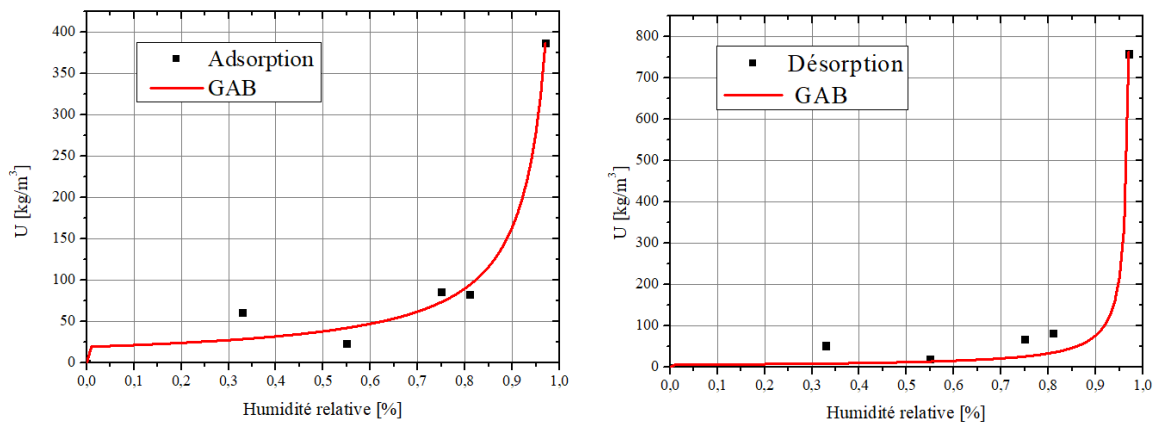 400
350
300
250
200
150
100
50
0
U [kg/m³]
Adsorption
GAB
0,0 0,1 0,2 0,3 0,4 0,5 0,6 0,7 0,8 0,9 1,0
Humidité relative [%]
800
700
600
500
400
300
200
100
0
U [kg/m³]
Désorption
GAB
0,0 0,1 0,2 0,3 0,4 0,5 0,6 0,7 0,8 0,9 1,0
Humidité relative [%]